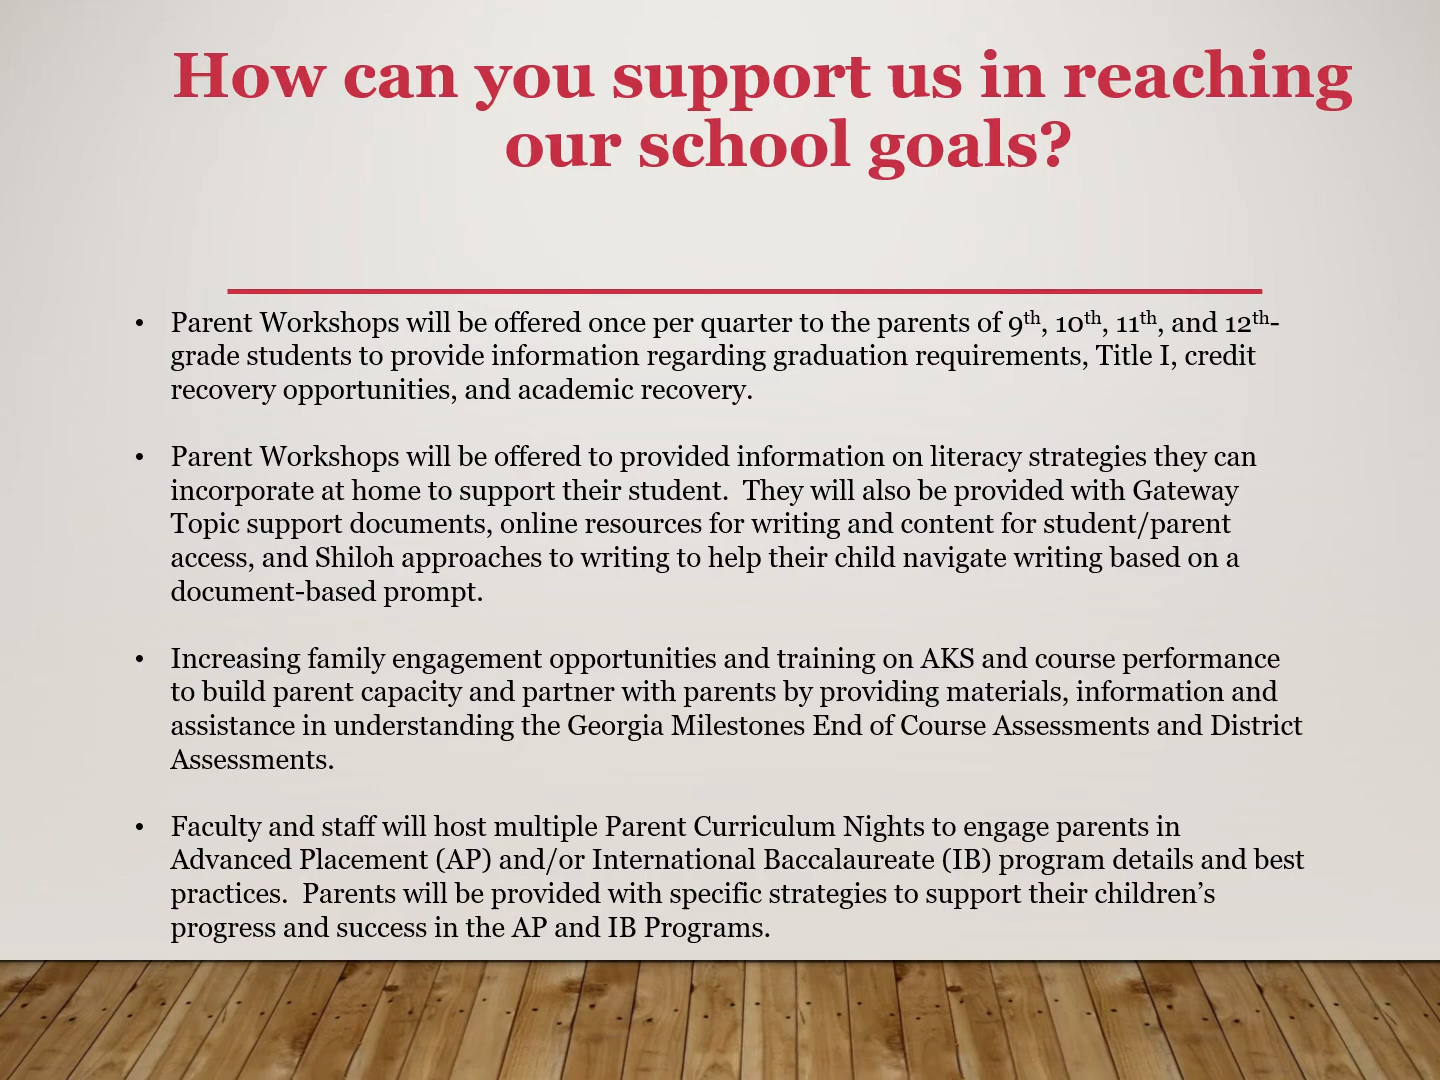 How can you support us in reaching
our school goals?
• Parent Workshops will be offered once per quarter to the parents of 9th, 10th, 11th, and 12th-
grade students to provide information regarding graduation requirements, Title I, credit
recovery opportunities, and academic recovery.
• Parent Workshops will be offered to provided information on literacy strategies they can
incorporate at home to support their student.  They will also be provided with Gateway
Topic support documents, online resources for writing and content for student/parent
access, and Shiloh approaches to writing to help their child navigate writing based on a
document-based prompt.
• Increasing family engagement opportunities and training on AKS and course performance
to build parent capacity and partner with parents by providing materials, information and
assistance in understanding the Georgia Milestones End of Course Assessments and District
Assessments.
• Faculty and staff will host multiple Parent Curriculum Nights to engage parents in
Advanced Placement (AP) and/or International Baccalaureate (IB) program details and best
practices.  Parents will be provided with specific strategies to support their children’s
progress and success in the AP and IB Programs.